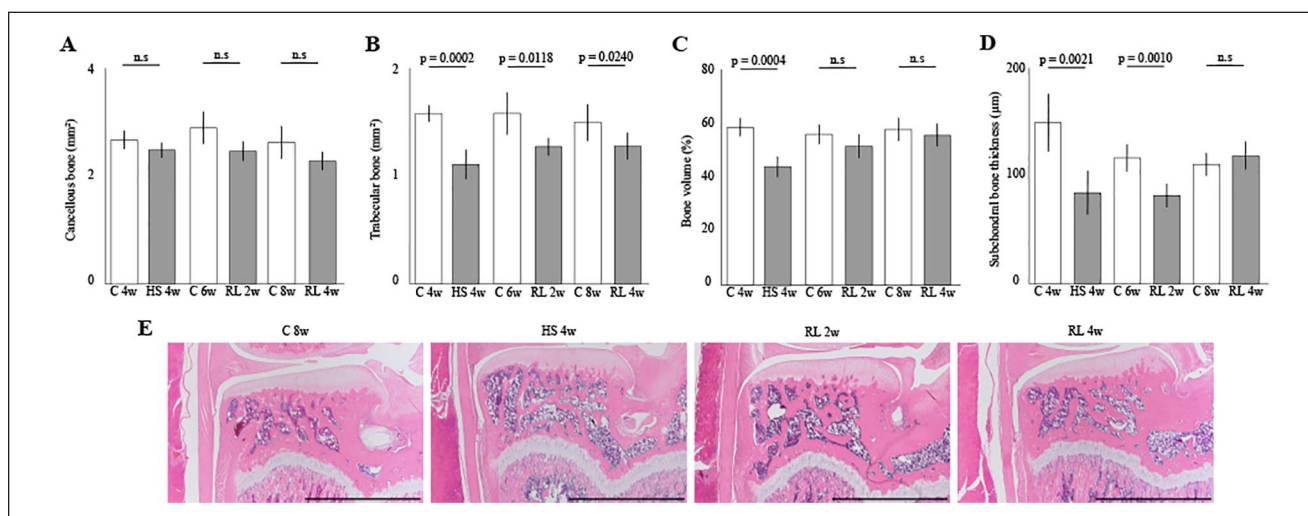 A
n.s
n.s
n.s
Cancellous bone (mm²)
4
2
0
C 4w HS 4w C 6w RL 2w C 8w RL 4w
B
p = 0.0002 p = 0.0118 p = 0.0240
Trabecular bone (mm²)
2
1
0
C 4w HS 4w C 6w RL 2w C 8w RL 4w
C
p = 0.0004 n.s n.s
Bone volume (%)
80
60
40
20
0
C 4w HS 4w C 6w RL 2w C 8w RL 4w
D
p = 0.0021 p = 0.0010 n.s
Subchondral bone thickness (µm)
200
100
0
C 4w HS 4w C 6w RL 2w C 8w RL 4w
E
C 8w
HS 4w
RL 2w
RL 4w